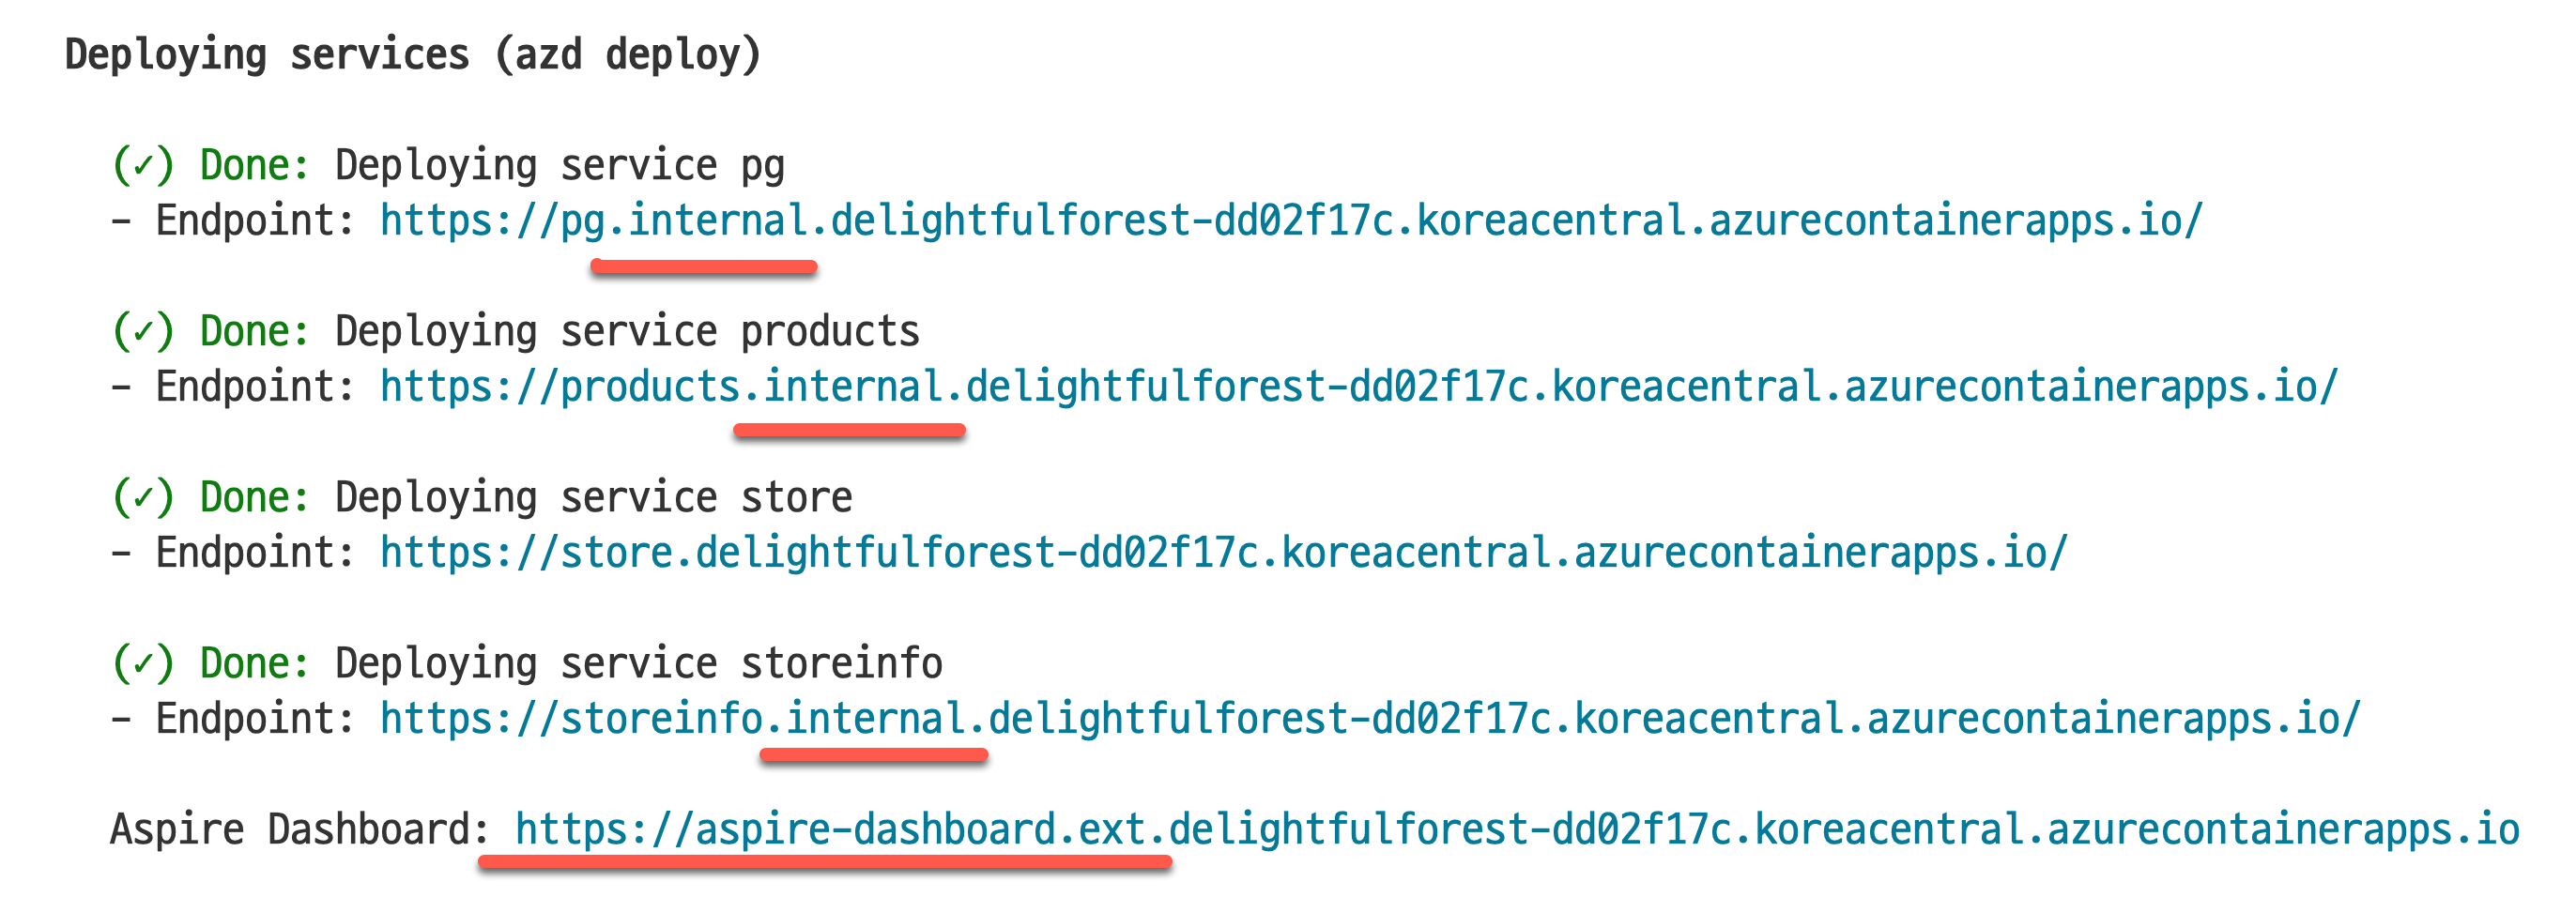 Deploying services (azd deploy)
(✓) Done: Deploying service pg
- Endpoint: https://pg.internal.delightfulforest-dd02f17c.koreacentral.azurecontainerapps.io/
(✓) Done: Deploying service products
- Endpoint: https://products.internal.delightfulforest-dd02f17c.koreacentral.azurecontainerapps.io/
(✓) Done: Deploying service store
- Endpoint: https://store.delightfulforest-dd02f17c.koreacentral.azurecontainerapps.io/
(✓) Done: Deploying service storeinfo
- Endpoint: https://storeinfo.internal.delightfulforest-dd02f17c.koreacentral.azurecontainerapps.io/
Aspire Dashboard: https://aspire-dashboard.ext.delightfulforest-dd02f17c.koreacentral.azurecontainerapps.io